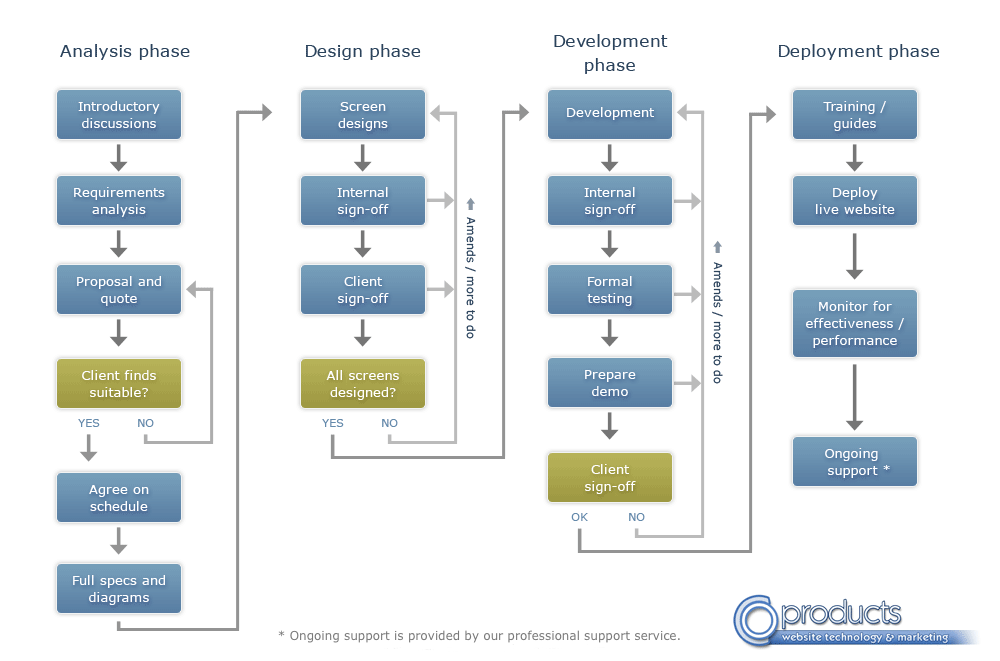 Analysis phase
Introductory
discussions
Requirements
analysis
Proposal and
quote
Client finds
suitable?
YES
NO
Agree on
schedule
Full specs and
diagrams
Design phase
Screen
designs
Internal
sign-off
Client
sign-off
All screens
designed?
YES
NO
Amends / more to do
Development
phase
Development
Internal
sign-off
Formal
testing
Prepare
demo
Client
sign-off
OK
NO
Amends / more to do
Deployment phase
Training /
guides
Deploy
live website
Monitor for
effectiveness /
performance
Ongoing
support *
* Ongoing support is provided by our professional support service.
products
website technology & marketing